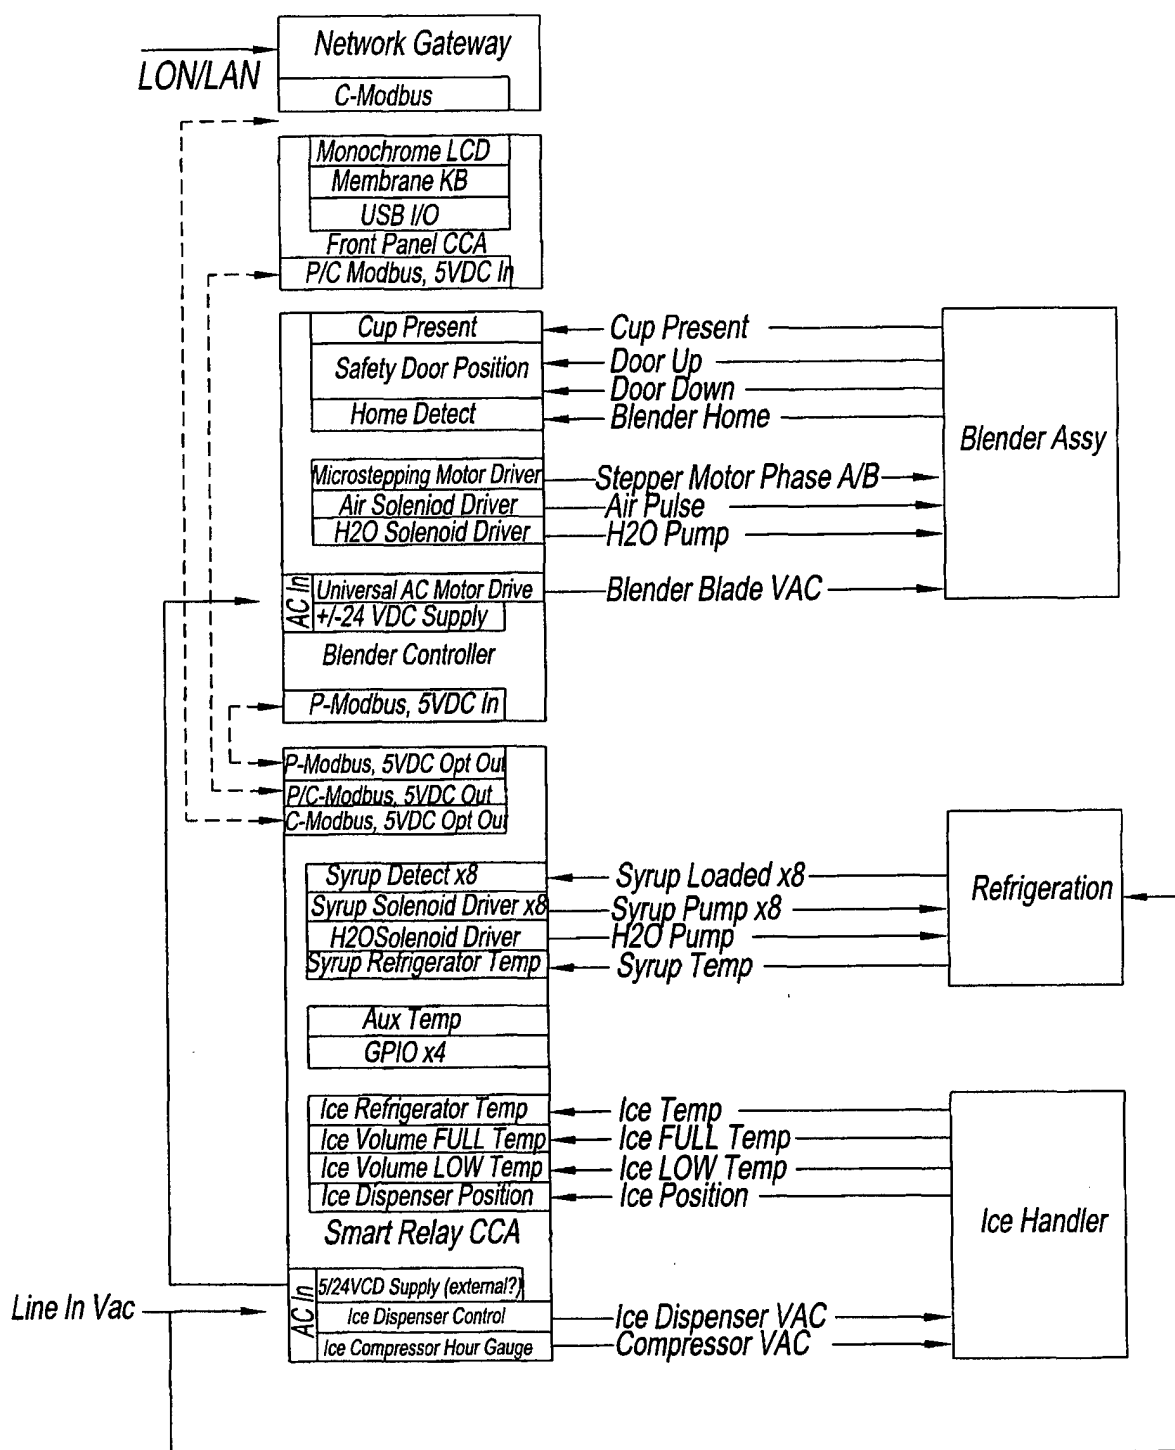 Network Gateway
LON/LAN
C-Modbus
Monochrome LCD
Membrane KB
USB I/O
Front Panel CCA
P/C Modbus, 5VDC In
Cup Present
Cup Present
Safety Door Position
Door Up
Door Down
Home Detect
Blender Home
Blender Assy
Microstepping Motor Driver
Stepper Motor Phase A/B
Air Soleniod Driver
Air Pulse
H2O Solenoid Driver
H2O Pump
AC In
Universal AC Motor Drive
Blender Blade VAC
+/-24 VDC Supply
Blender Controller
P-Modbus, 5VDC In
P-Modbus, 5VDC Opt Out
P/C-Modbus, 5VDC Out
C-Modbus, 5VDC Opt Out
Syrup Detect x8
Syrup Loaded x8
Refrigeration
Syrup Solenoid Driver x8
Syrup Pump x8
H2OSolenoid Driver
H2O Pump
Syrup Refrigerator Temp
Syrup Temp
Aux Temp
GPIO x4
Ice Refrigerator Temp
Ice Temp
Ice Volume FULL Temp
Ice FULL Temp
Ice Volume LOW Temp
Ice LOW Temp
Ice Dispenser Position
Ice Position
Ice Handler
Smart Relay CCA
AC In
5/24VCD Supply (external?)
Line In Vac
Ice Dispenser Control
Ice Dispenser VAC
Ice Compressor Hour Gauge
Compressor VAC